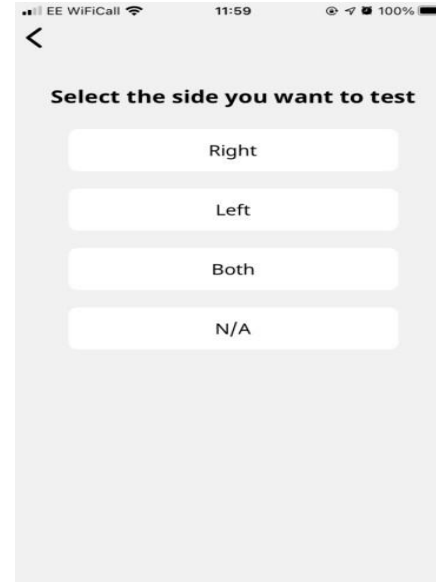 EE WiFiCall 11:59 100%
Select the side you want to test
Right
Left
Both
N/A